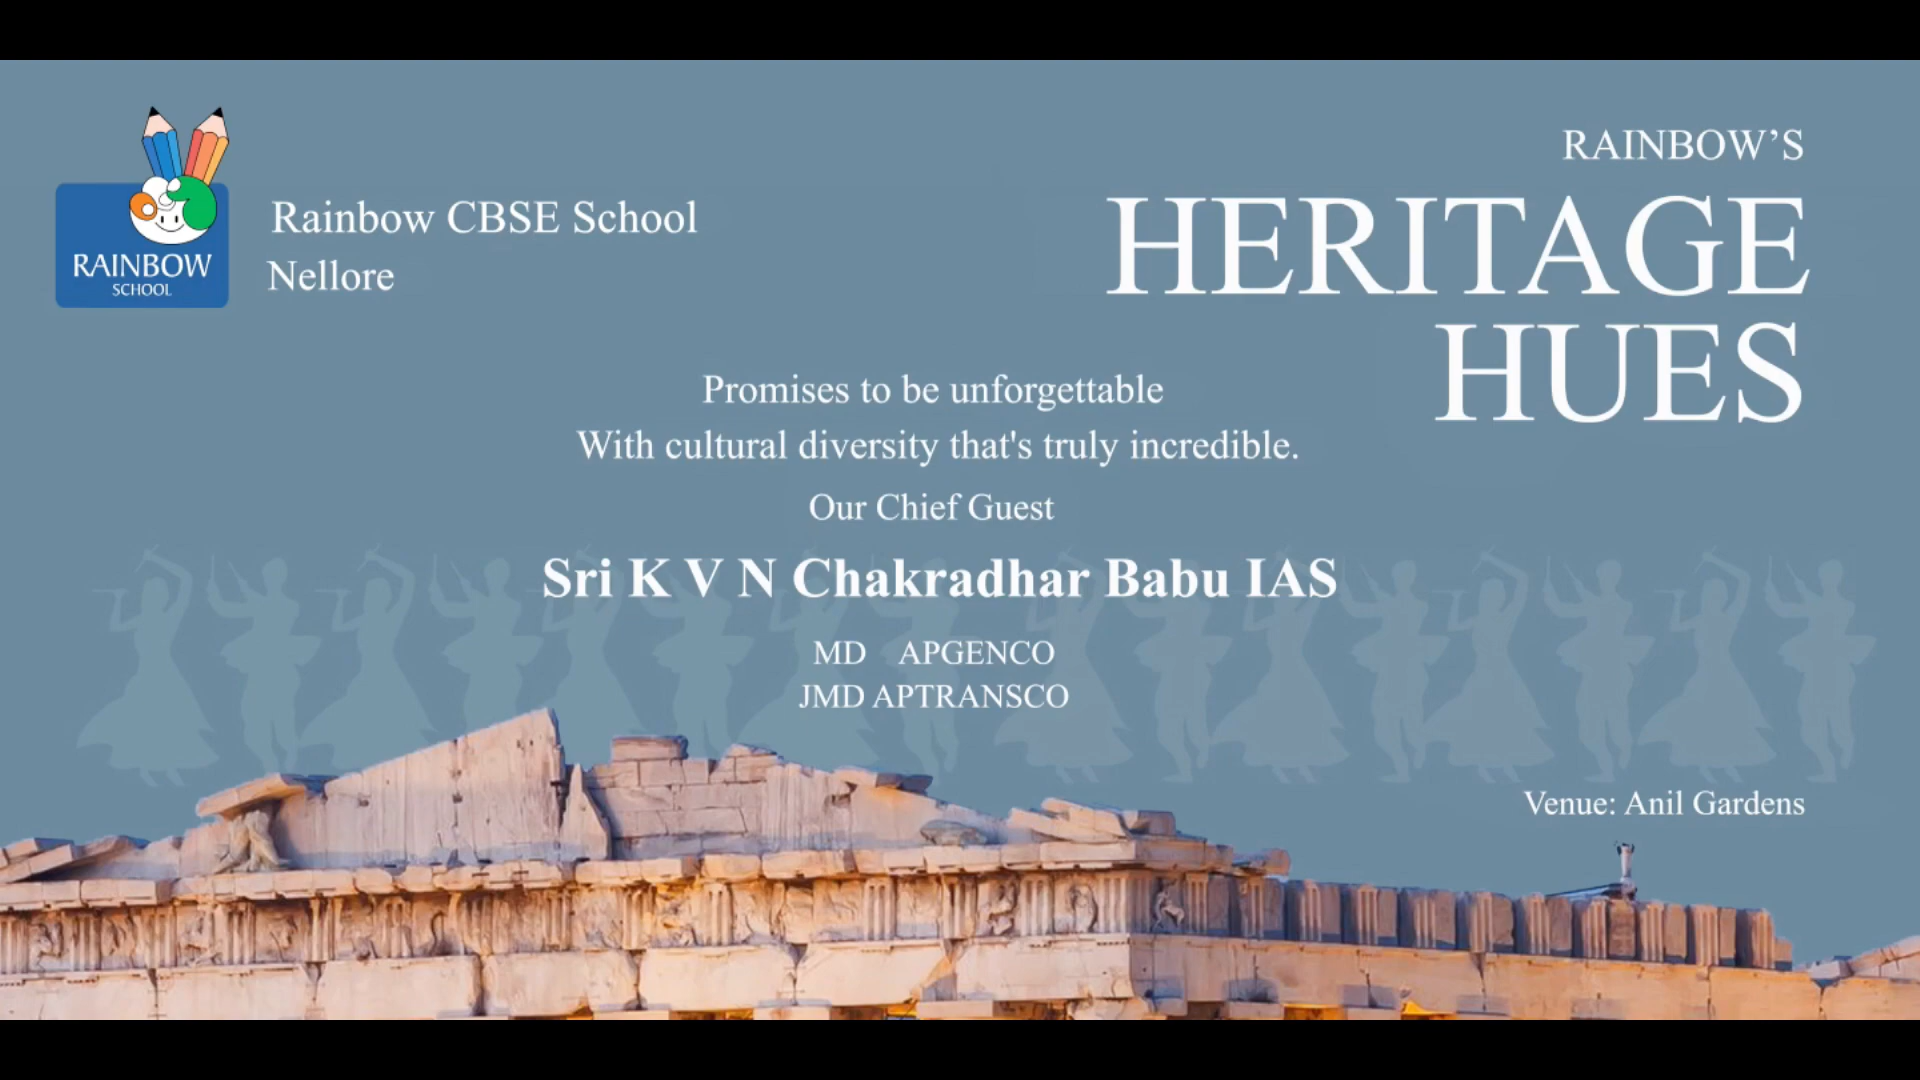 RAINBOW
SCHOOL
Rainbow CBSE School
Nellore
RAINBOW’S
HERITAGE
HUES
Promises to be unforgettable
With cultural diversity that's truly incredible.
Our Chief Guest
Sri K V N Chakradhar Babu IAS
MD APGENCO
JMD APTRANSCO
Venue: Anil Gardens